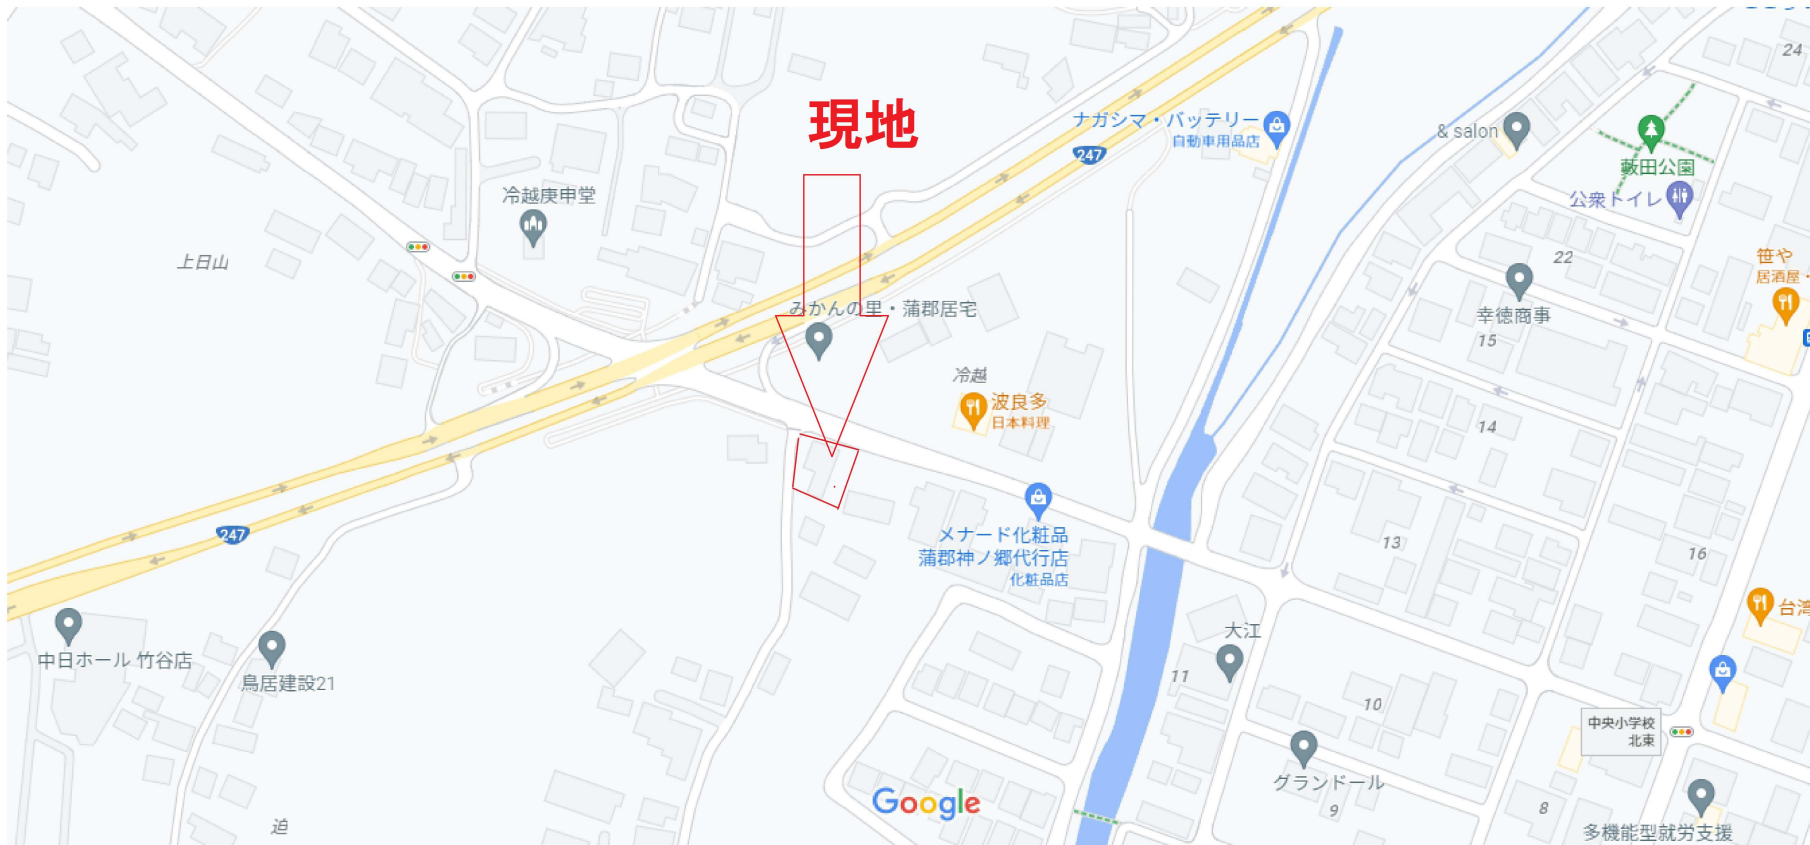 24
現地
ナガシマ・バッテリー
自動車用品店
247
& salon
藪田公園
公衆トイレ
冷越庚申堂
上日山
22
笹や
居酒屋・
みかんの里・蒲郡居宅
幸徳商事
15
冷越
波良多
日本料理
14
247
メナード化粧品
蒲郡神ノ郷代行店
化粧品店
13
16
台湾
中日ホール 竹谷店
鳥居建設21
大江
11
10
中央小学校
北東
グランドール
9
8
Google
迫
多機能型就労支援